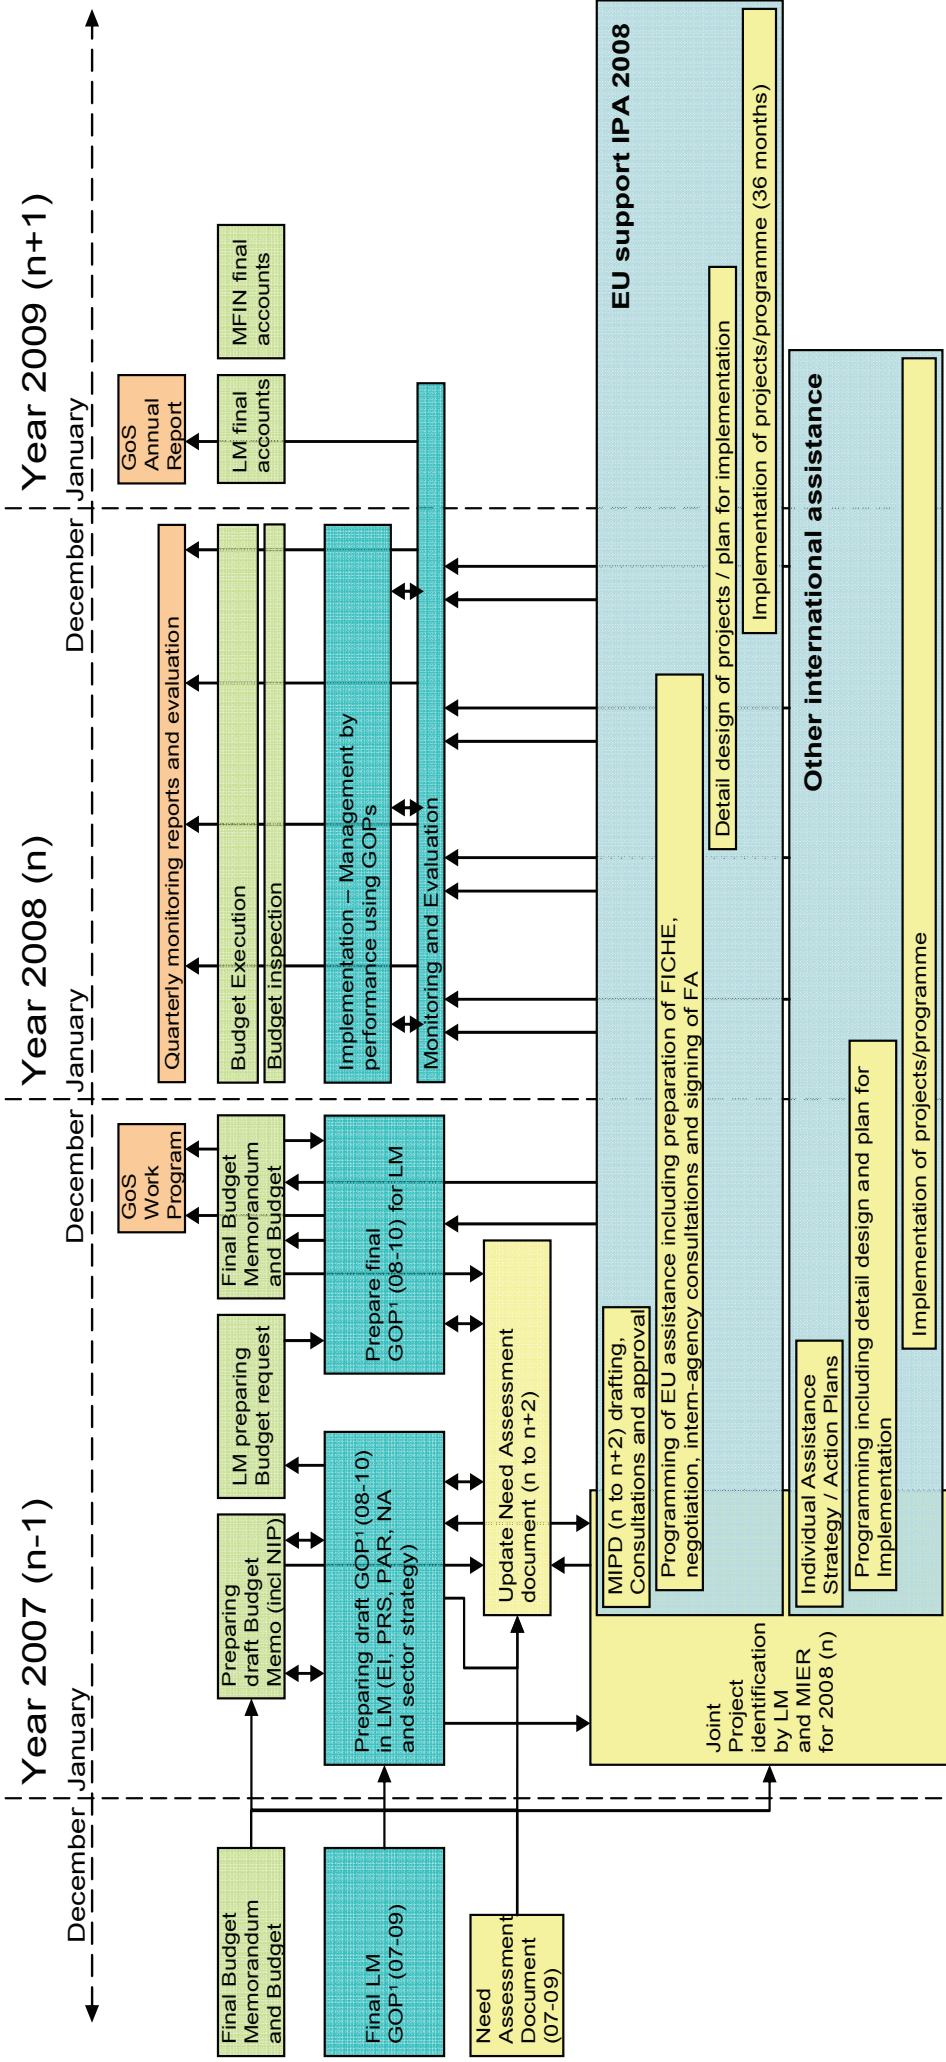 Year 2007 (n-1)
Year 2008 (n)
Year 2009 (n+1)
December
January
December
January
December
January
GoS
Work
Program
Quarterly monitoring reports and evaluation
GoS
Annual
Report
Final Budget
Memorandum
and Budget
Preparing
draft Budget
Memo (incl NIP)
LM preparing
Budget request
Final Budget
Memorandum
and Budget
Budget Execution
Budget inspection
LM final
accounts
MFIN final
accounts
Final LM
GOP¹ (07-09)
Preparing draft GOP¹ (08-10)
in LM (EI, PRS, PAR, NA
and sector strategy)
Prepare final
GOP¹ (08-10) for LM
Implementation – Management by
performance using GOPs
Monitoring and Evaluation
Need
Assessment
Document
(07-09)
Update Need Assessment
document (n to n+2)
Joint
Project
identification
by LM
and MIER
for 2008 (n)
EU support IPA 2008
MIPD (n to n+2) drafting,
Consultations and approval
Programming of EU assistance including preparation of FICHE,
negotiation, intern-agency consultations and signing of FA
Detail design of projects / plan for implementation
Implementation of projects/programme (36 months)
Other international assistance
Individual Assistance
Strategy / Action Plans
Programming including detail design and plan for
Implementation
Implementation of projects/programme